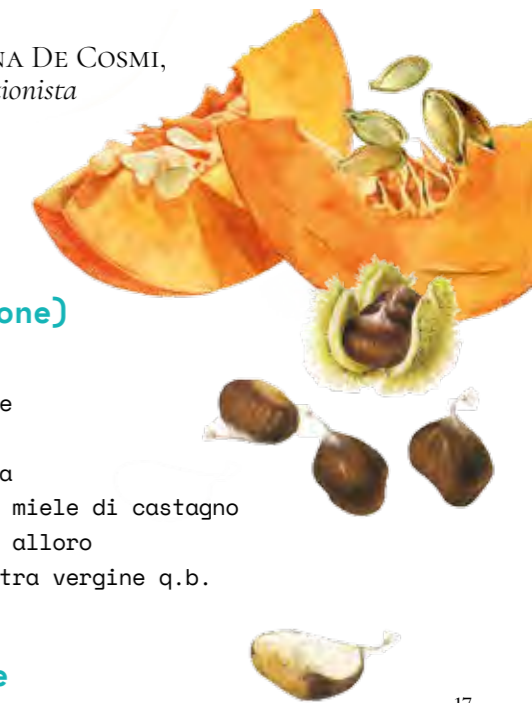 NA DE COSMI,
ionista
one)
e
a
miele di castagno
alloro
tra vergine q.b.
e
17